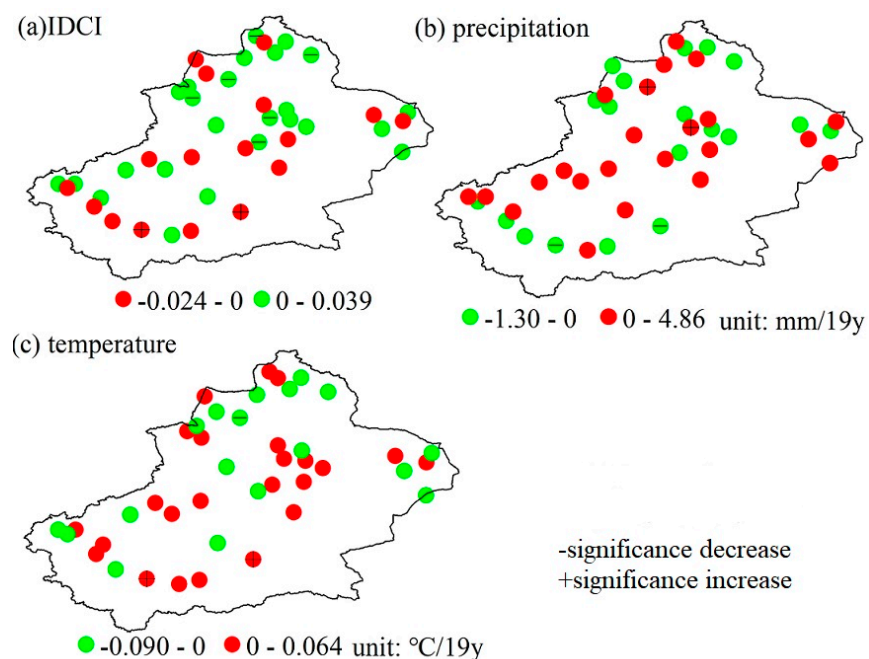 (a)IDCI
(b) precipitation
-0.024 - 0 0 - 0.039
-1.30 - 0 0 - 4.86 unit: mm/19y
(c) temperature
-significance decrease
+significance increase
-0.090 - 0 0 - 0.064 unit: °C/19y